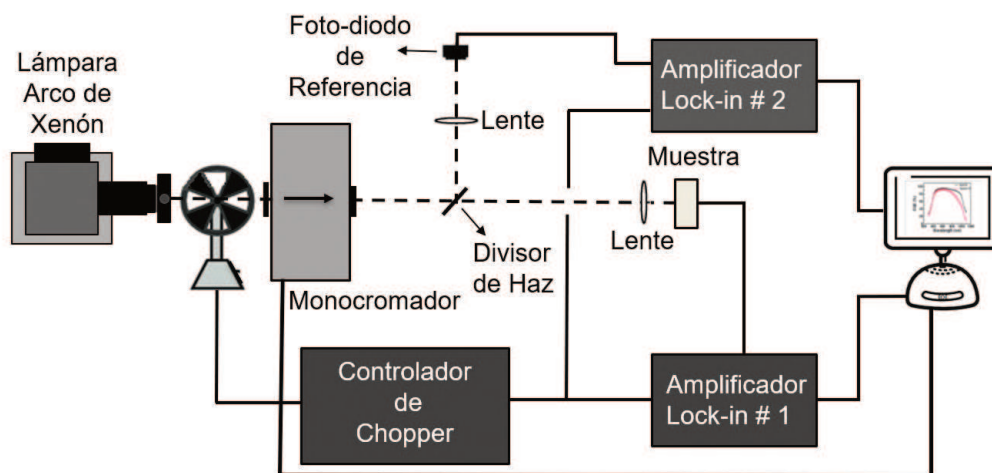 Lámpara
Arco de
Xenón
Foto-diodo
de
Referencia
Lente
Amplificador
Lock-in # 2
Muestra
Lente
Divisor
de Haz
Monocromador
Controlador
de
Chopper
Amplificador
Lock-in # 1